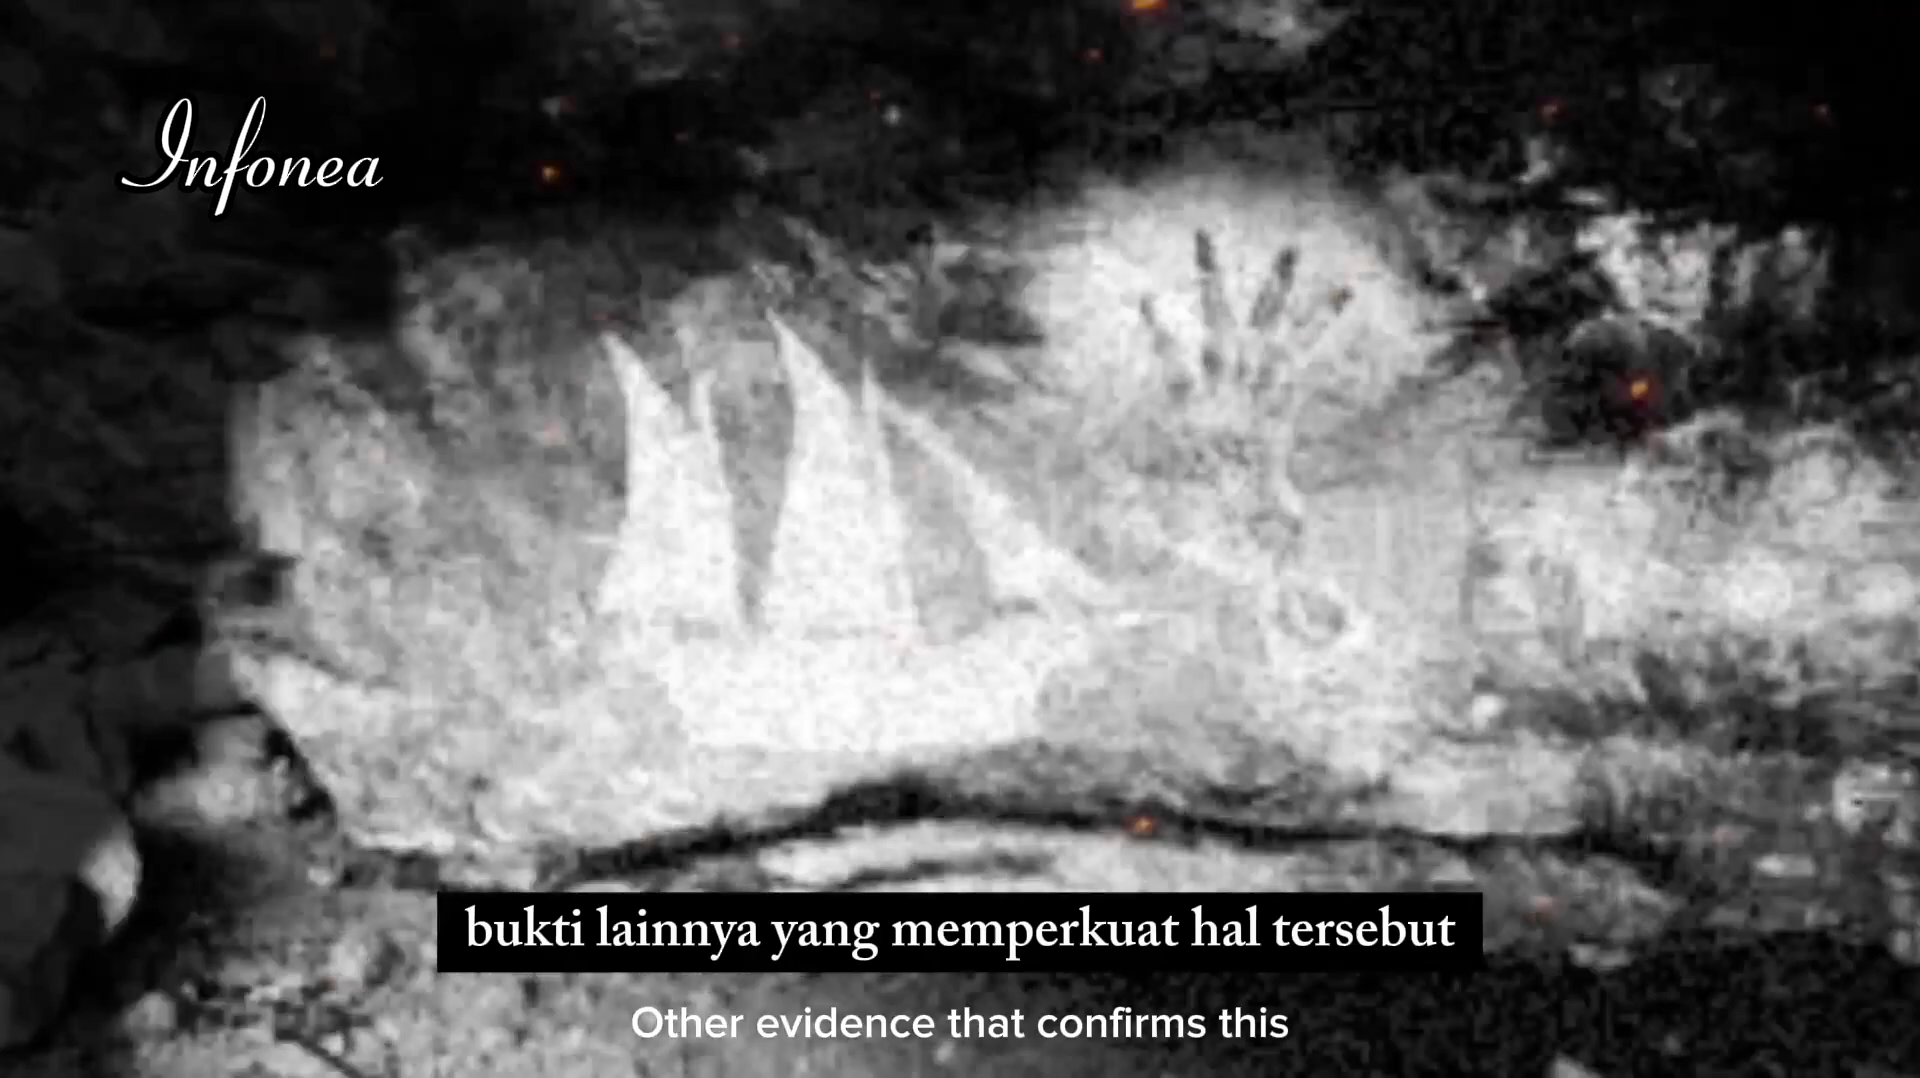 Infonea
bukti lainnya yang memperkuat hal tersebut
Other evidence that confirms this